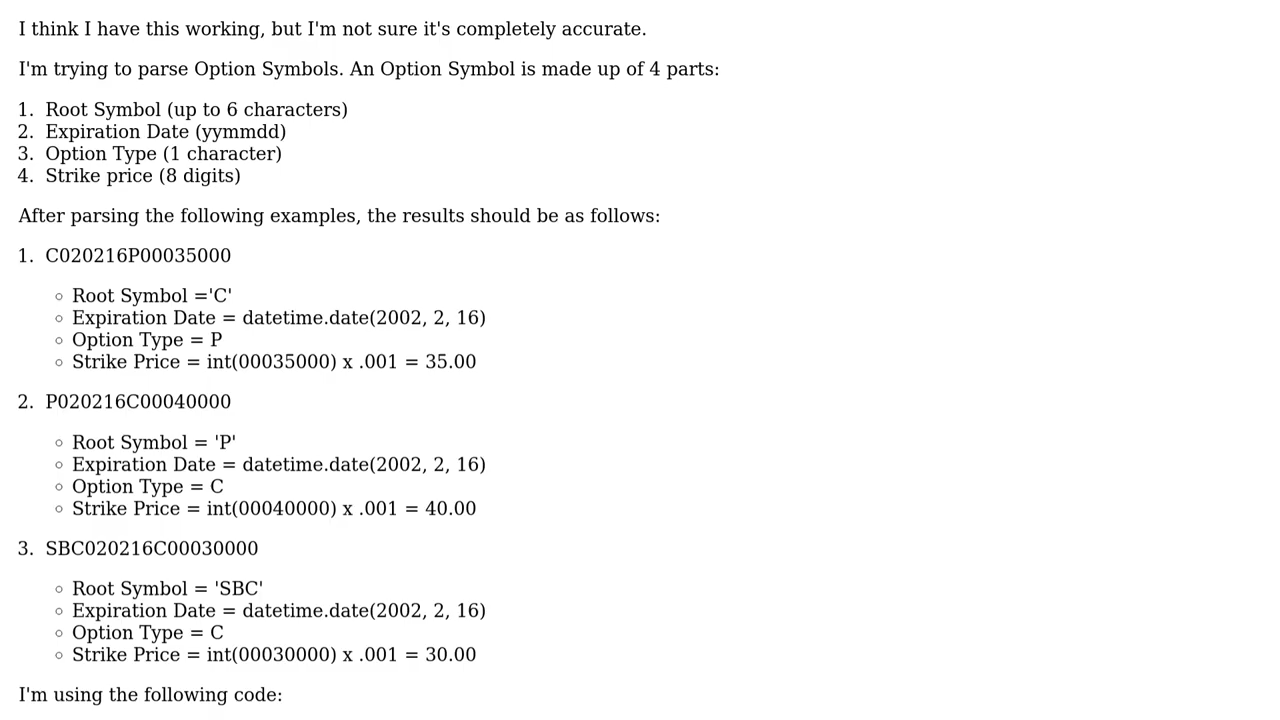 I think I have this working, but I'm not sure it's completely accurate.
I'm trying to parse Option Symbols. An Option Symbol is made up of 4 parts:
1. Root Symbol (up to 6 characters)
2. Expiration Date (yymmdd)
3. Option Type (1 character)
4. Strike price (8 digits)
After parsing the following examples, the results should be as follows:
1. C020216P00035000
◦ Root Symbol ='C'
◦ Expiration Date = datetime.date(2002, 2, 16)
◦ Option Type = P
◦ Strike Price = int(00035000) x .001 = 35.00
2. P020216C00040000
◦ Root Symbol = 'P'
◦ Expiration Date = datetime.date(2002, 2, 16)
◦ Option Type = C
◦ Strike Price = int(00040000) x .001 = 40.00
3. SBC020216C00030000
◦ Root Symbol = 'SBC'
◦ Expiration Date = datetime.date(2002, 2, 16)
◦ Option Type = C
◦ Strike Price = int(00030000) x .001 = 30.00
I'm using the following code: